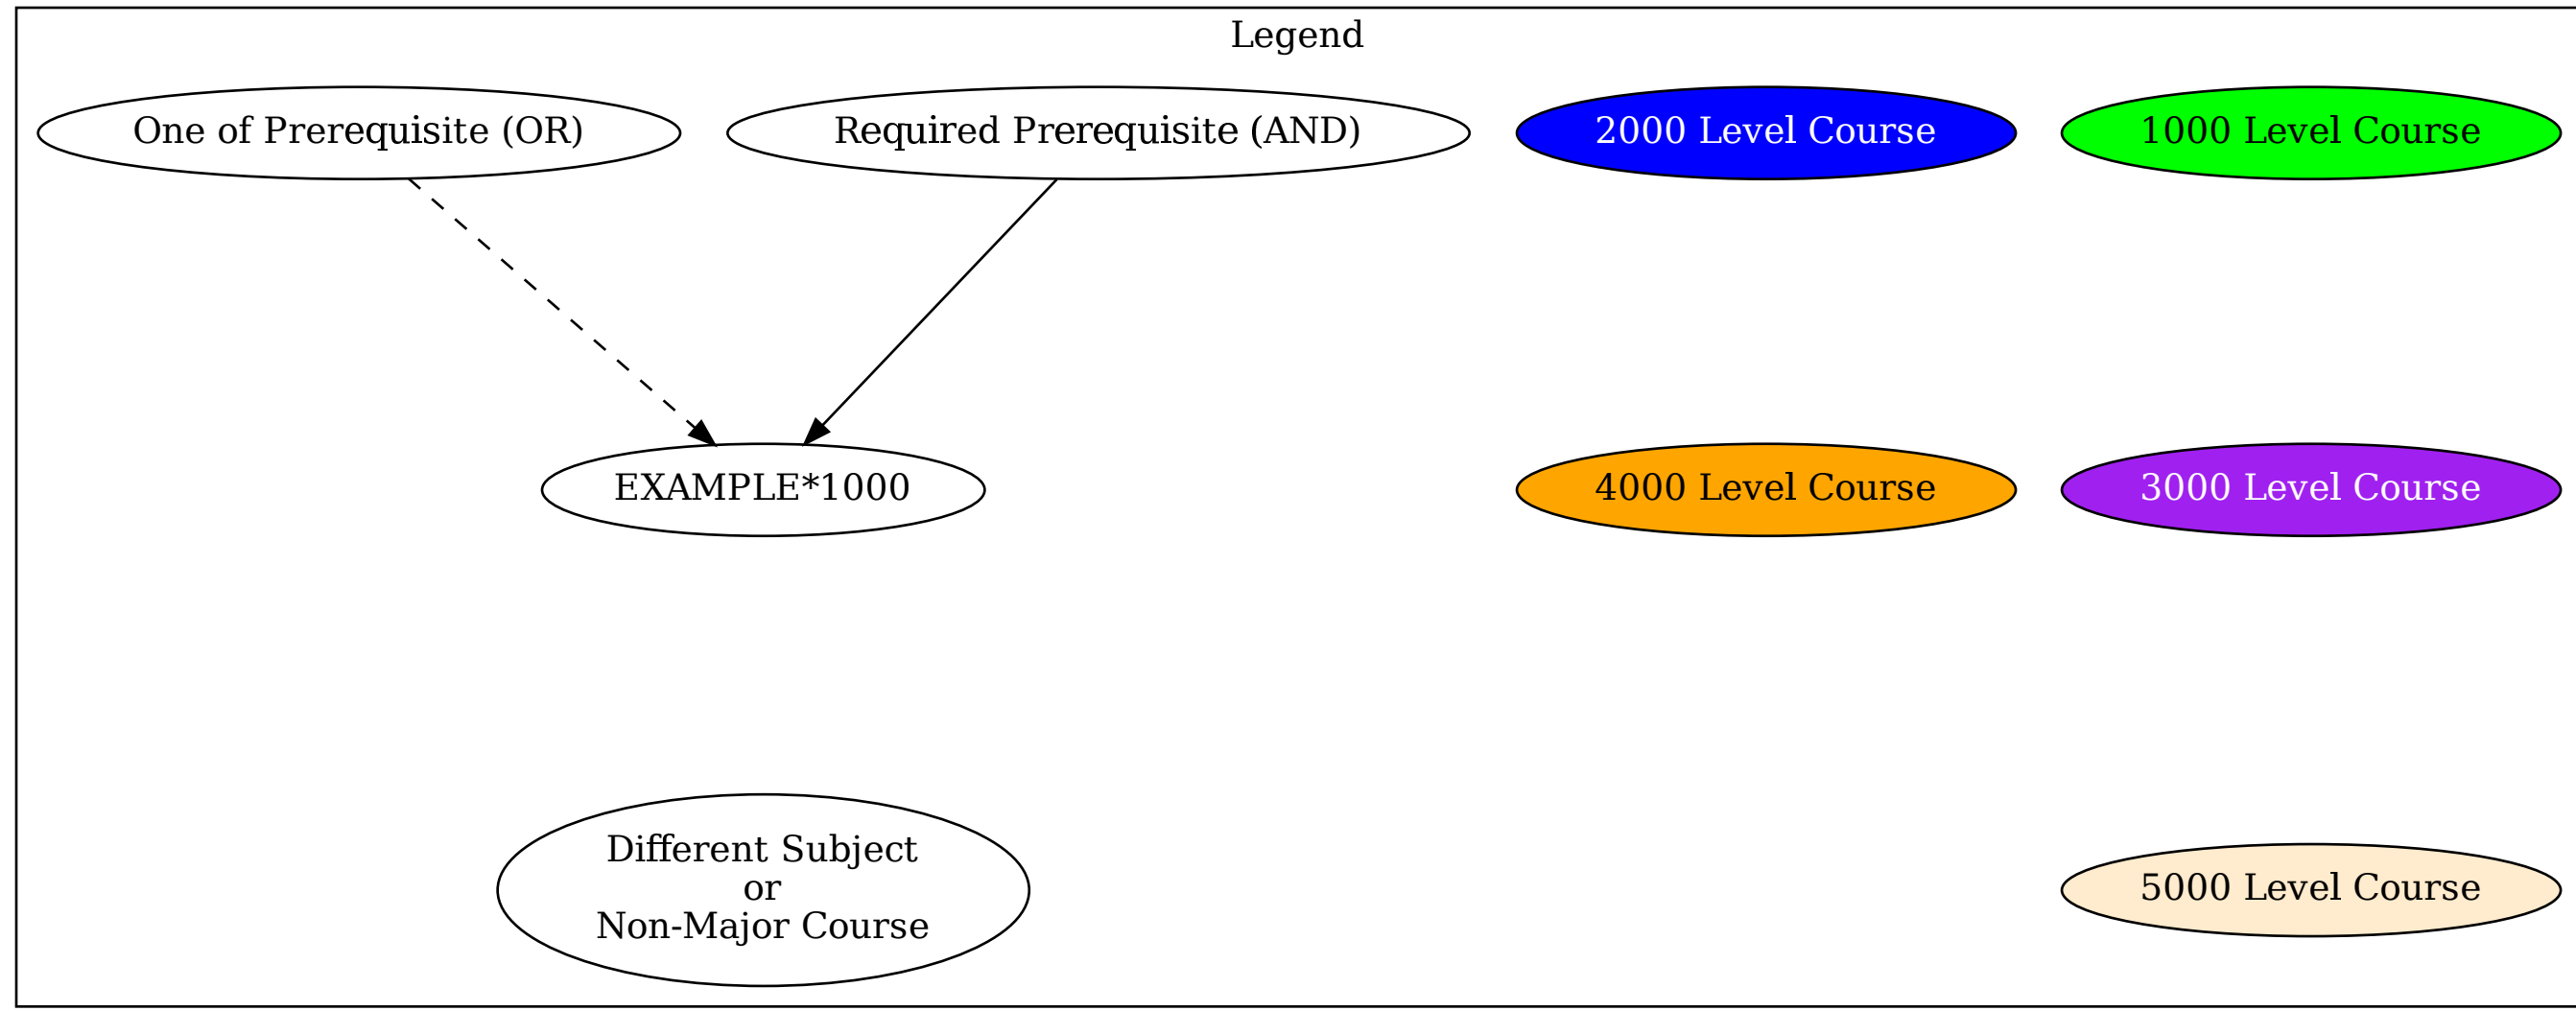 Legend
One of Prerequisite (OR)
Required Prerequisite (AND)
2000 Level Course
1000 Level Course
EXAMPLE*1000
4000 Level Course
3000 Level Course
Different Subject
or
Non-Major Course
5000 Level Course